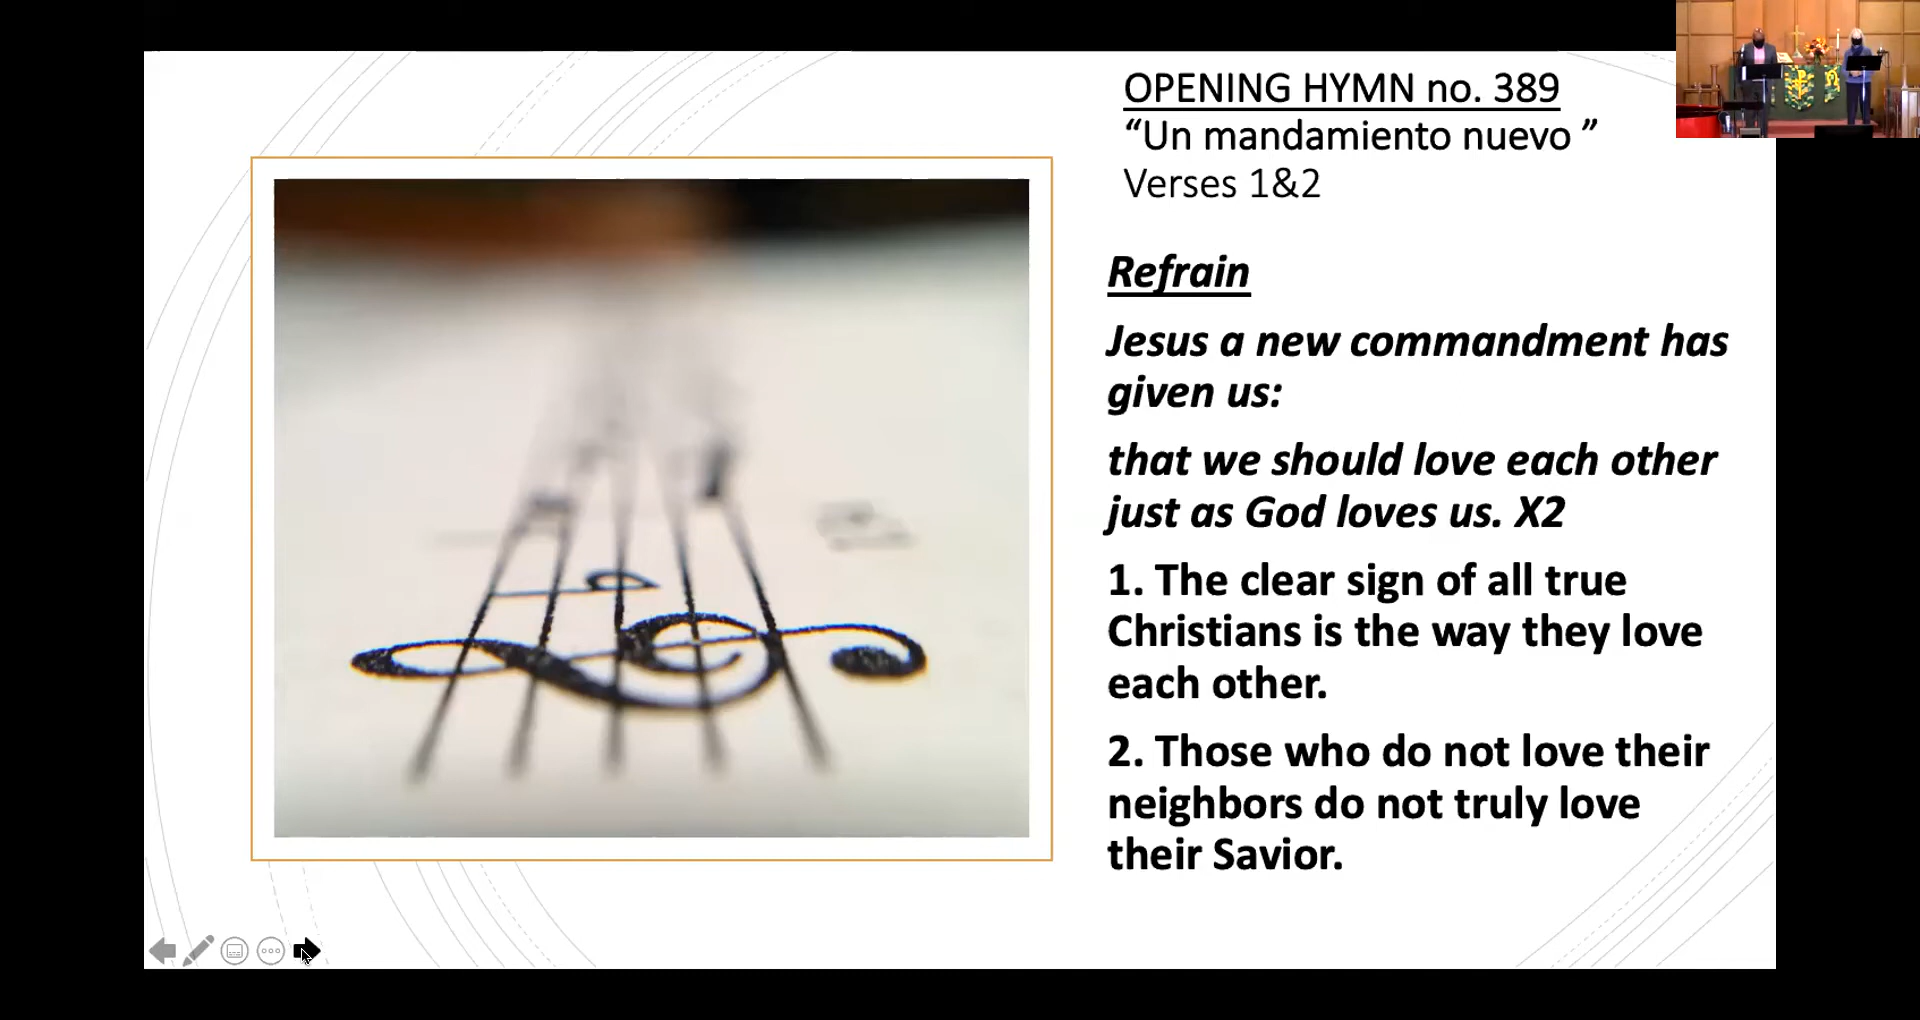 OPENING HYMN no. 389
“Un mandamiento nuevo ”
Verses 1&2
Refrain
Jesus a new commandment has
given us:
that we should love each other
just as God loves us. X2
1. The clear sign of all true
Christians is the way they love
each other.
2. Those who do not love their
neighbors do not truly love
their Savior.